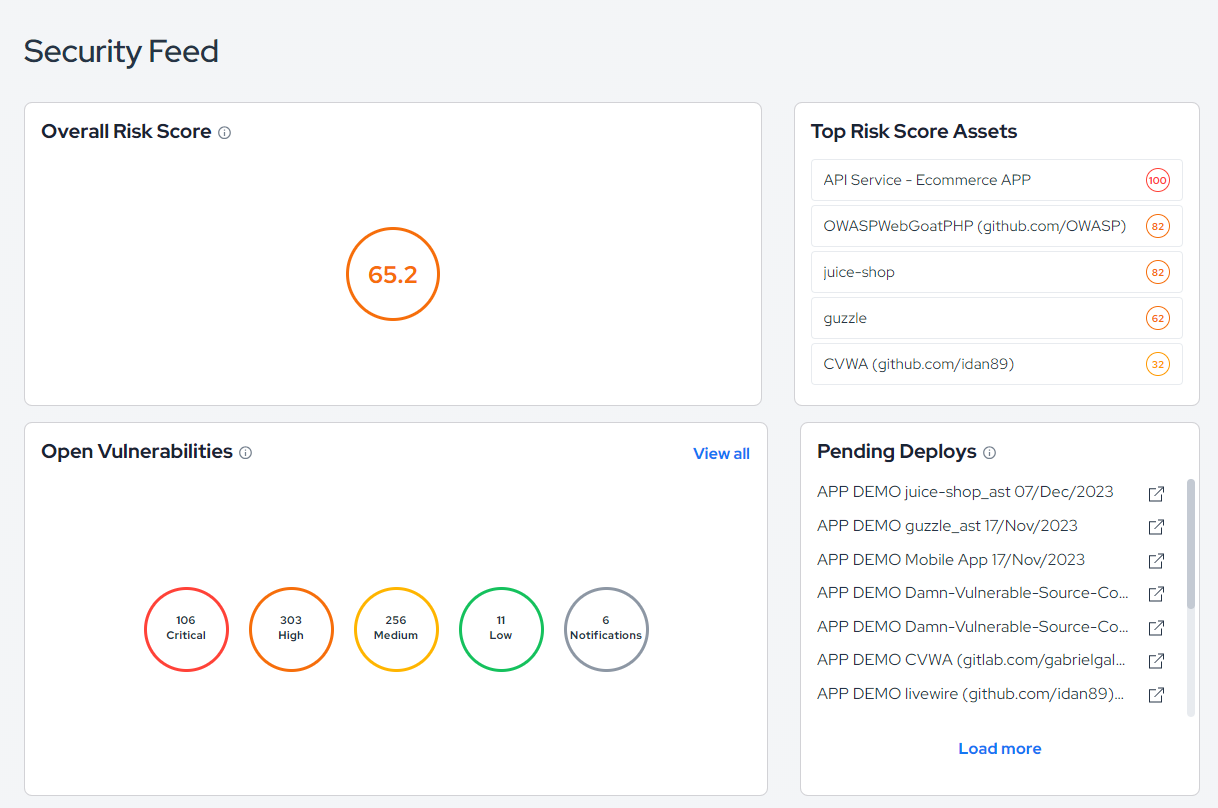 Security Feed
Overall Risk Score
65.2
Top Risk Score Assets
API Service - Ecommerce APP 100
OWASPWebGoatPHP (github.com/OWASP) 82
juice-shop 82
guzzle 62
CVWA (github.com/idan89) 32
Open Vulnerabilities View all
106
Critical
303
High
256
Medium
11
Low
6
Notifications
Pending Deploys
APP DEMO juice-shop_ast 07/Dec/2023
APP DEMO guzzle_ast 17/Nov/2023
APP DEMO Mobile App 17/Nov/2023
APP DEMO Damn-Vulnerable-Source-Co...
APP DEMO Damn-Vulnerable-Source-Co...
APP DEMO CVWA (gitlab.com/gabrielgal...
APP DEMO livewire (github.com/idan89)...
Load more